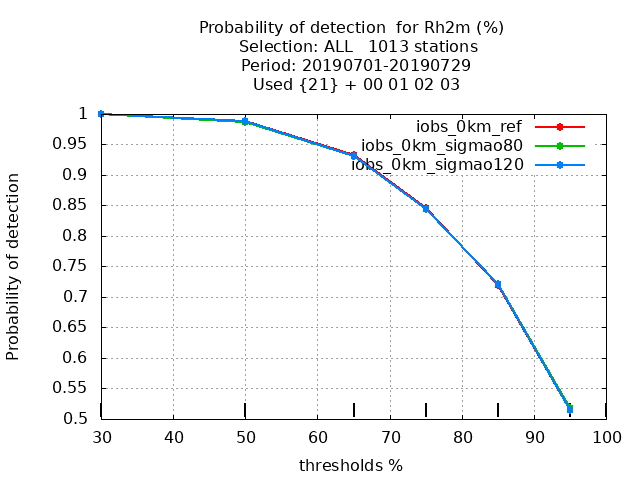 Probability of detection  for Rh2m (%)
Selection: ALL   1013 stations
Period: 20190701-20190729
Used {21} + 00 01 02 03
iobs_0km_ref
iobs_0km_sigmao80
iobs_0km_sigmao120
Probability of detection
1
0.95
0.9
0.85
0.8
0.75
0.7
0.65
0.6
0.55
0.5
30 40 50 60 70 80 90 100
thresholds %